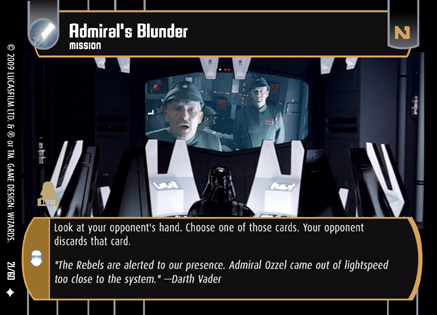 Admiral's Blunder
MISSION
N
Look at your opponent's hand. Choose one of those cards. Your opponent
discards that card.
"The Rebels are alerted to our presence. Admiral Ozzel came out of lightspeed
too close to the system." —Darth Vader
© 2009 LUCASFILM LTD. & ® or TM. GAME DESIGN: WIZARDS.
21/60